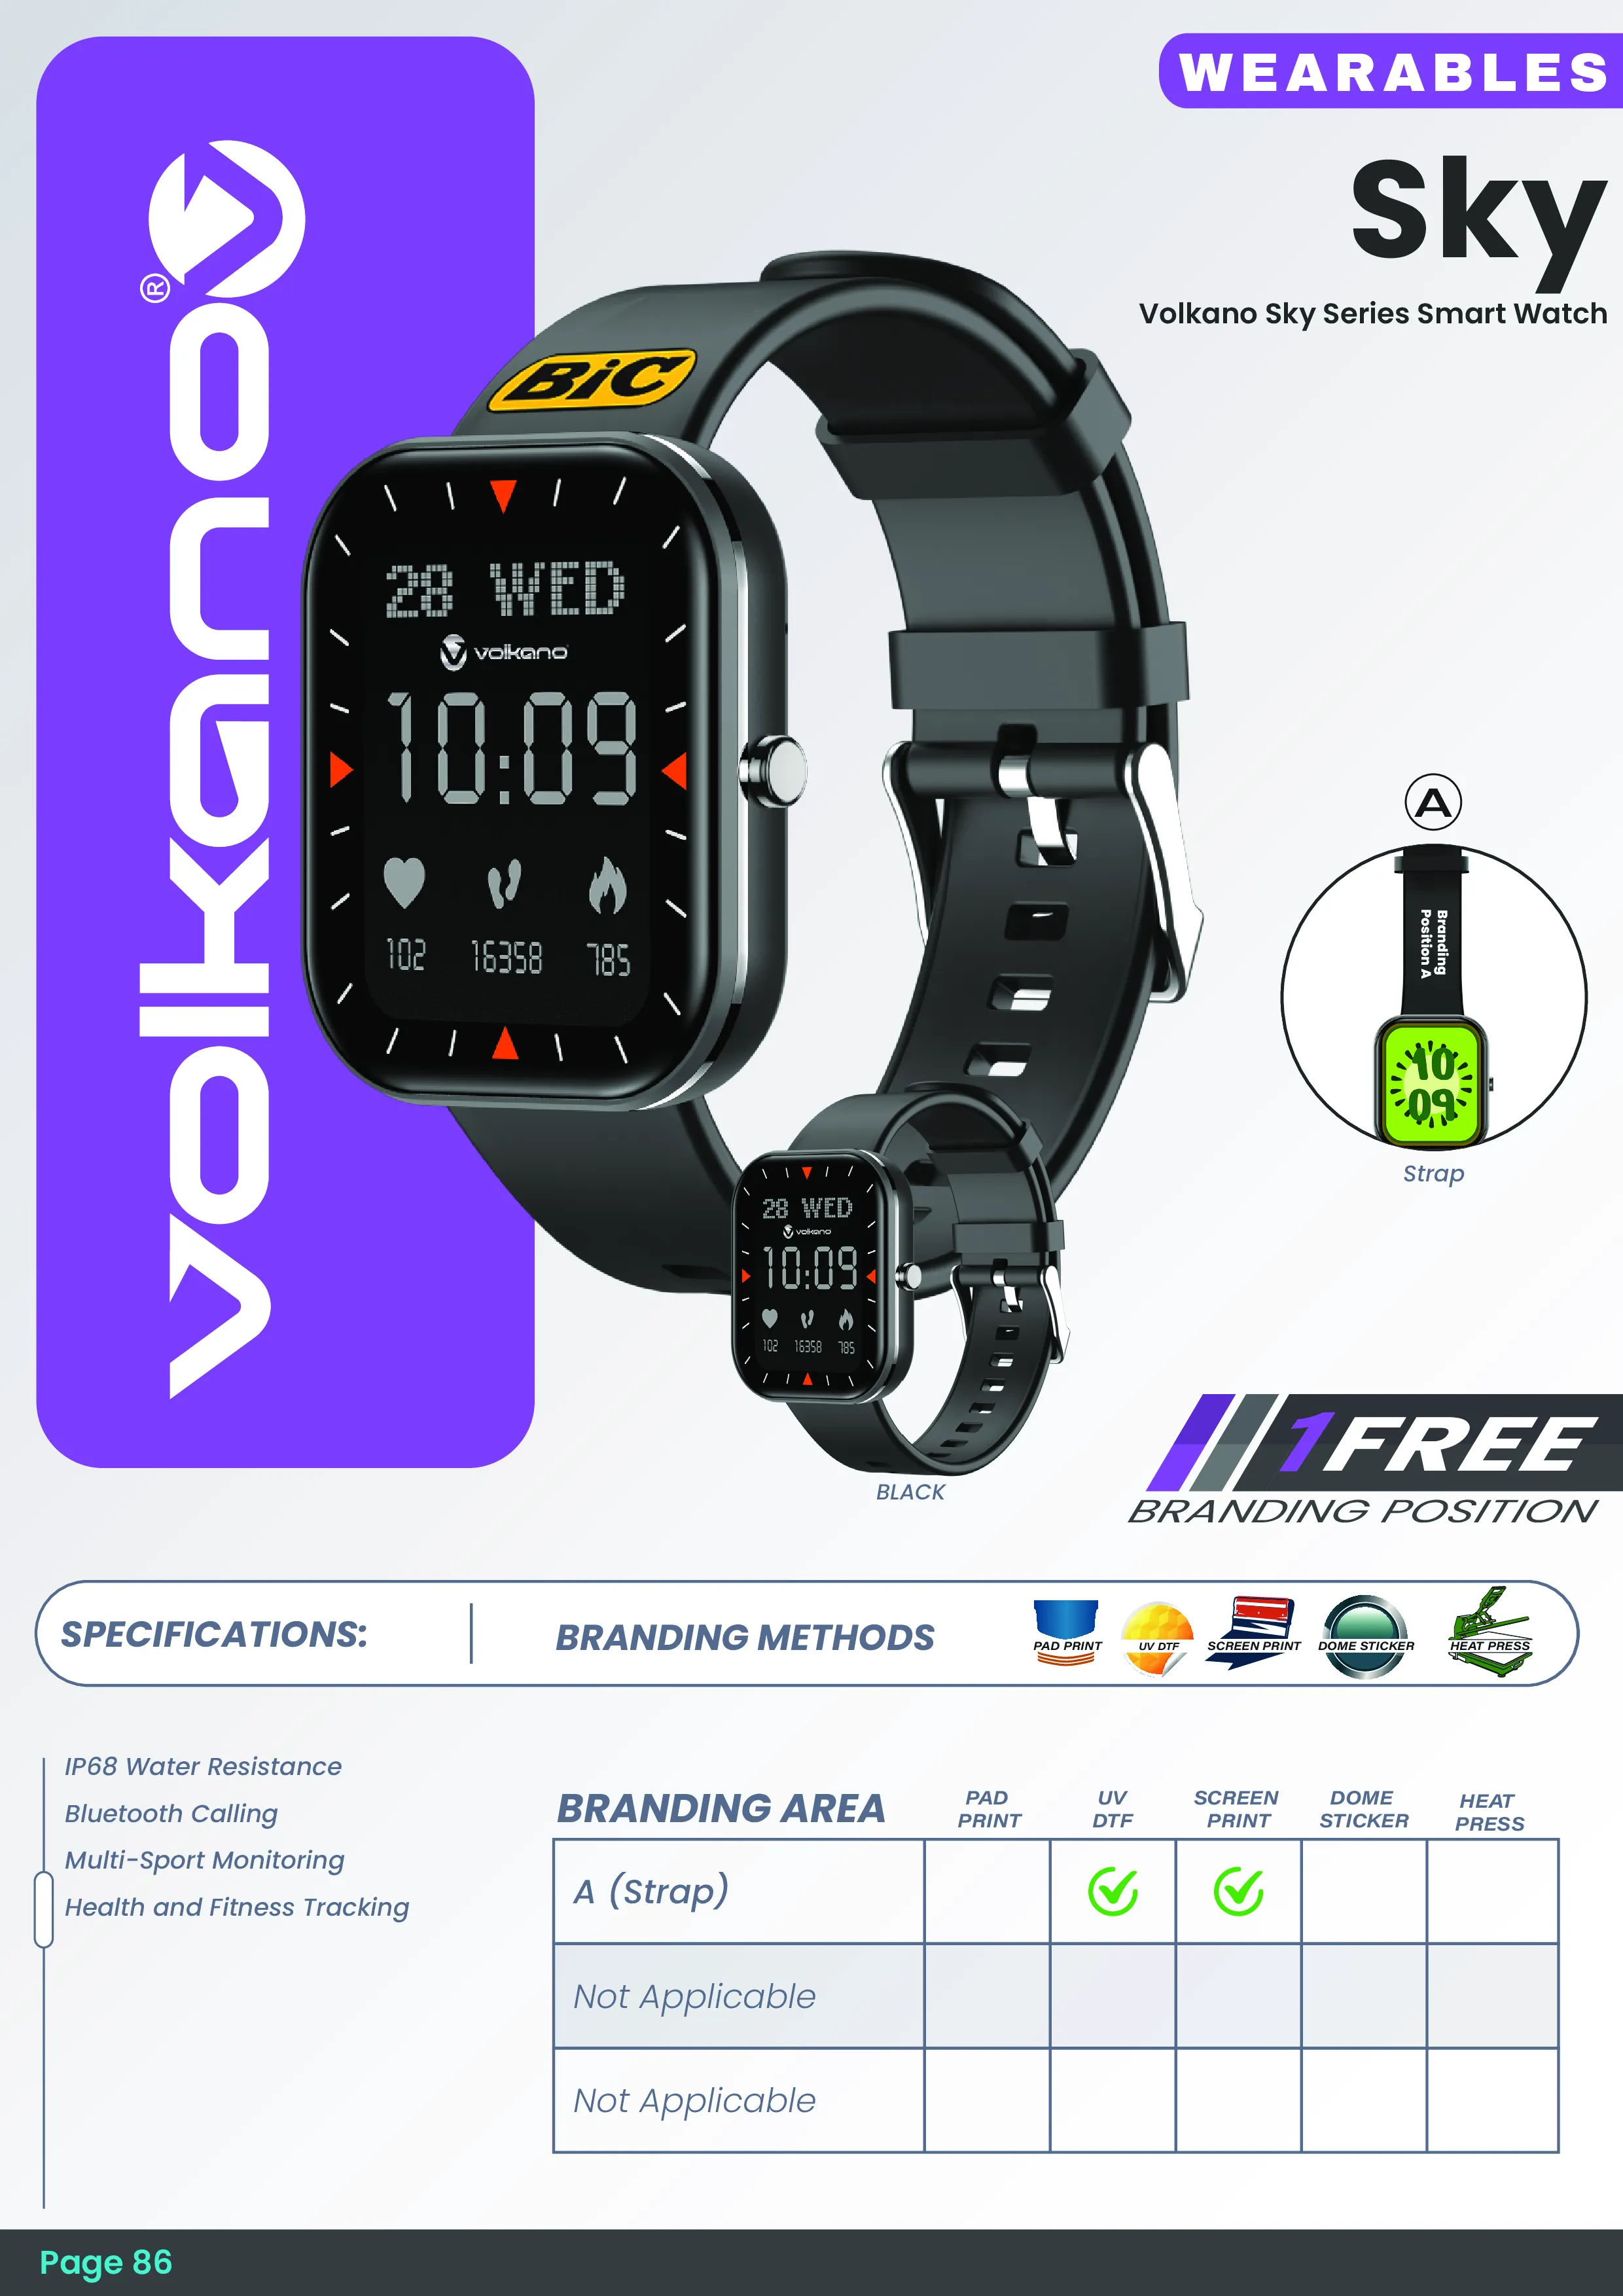 WEARABLES
Sky
Volkano Sky Series Smart Watch
volkano®
BiC
28 WED
volkano
10:09
102 16358 785
A
Branding
Position A
10
09
Strap
28 WED
volkano
10:09
102 16358 785
BLACK
1FREE
BRANDING POSITION
SPECIFICATIONS:
BRANDING METHODS
PAD PRINT
UV DTF
SCREEN PRINT
DOME STICKER
HEAT PRESS
IP68 Water Resistance
Bluetooth Calling
Multi-Sport Monitoring
Health and Fitness Tracking
BRANDING AREA
PAD
PRINT
UV
DTF
SCREEN
PRINT
DOME
STICKER
HEAT
PRESS
A (Strap)
Not Applicable
Not Applicable
Page 86